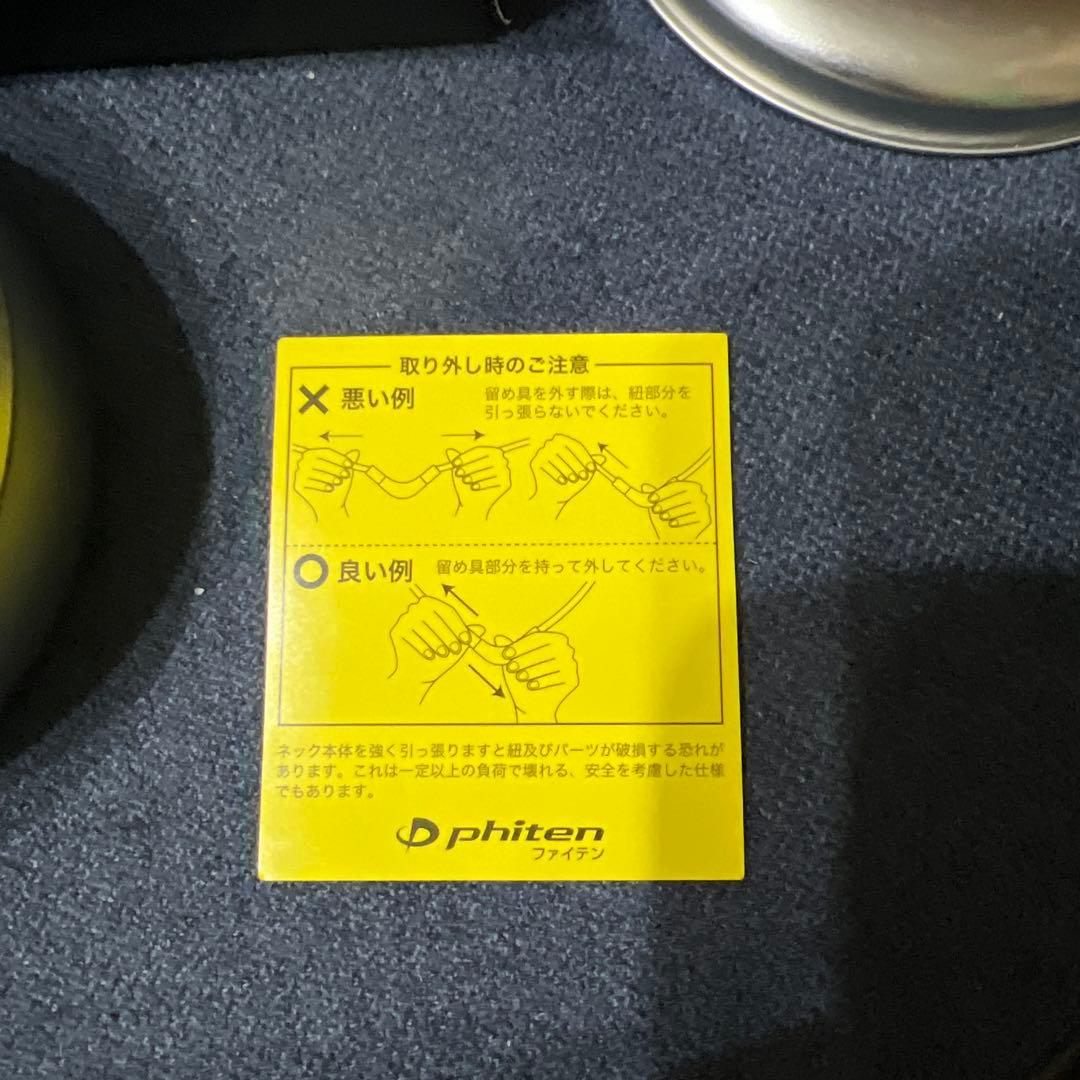 取り外し時のご注意
✕ 悪い例
留め具を外す際は、紐部分を
引っ張らないでください。
○ 良い例
留め具部分を持って外してください。
ネック本体を強く引っ張りますと紐及びパーツが破損する恐れが
あります。これは一定以上の負荷で壊れる、安全を考慮した仕様
でもあります。
phiten
ファイテン